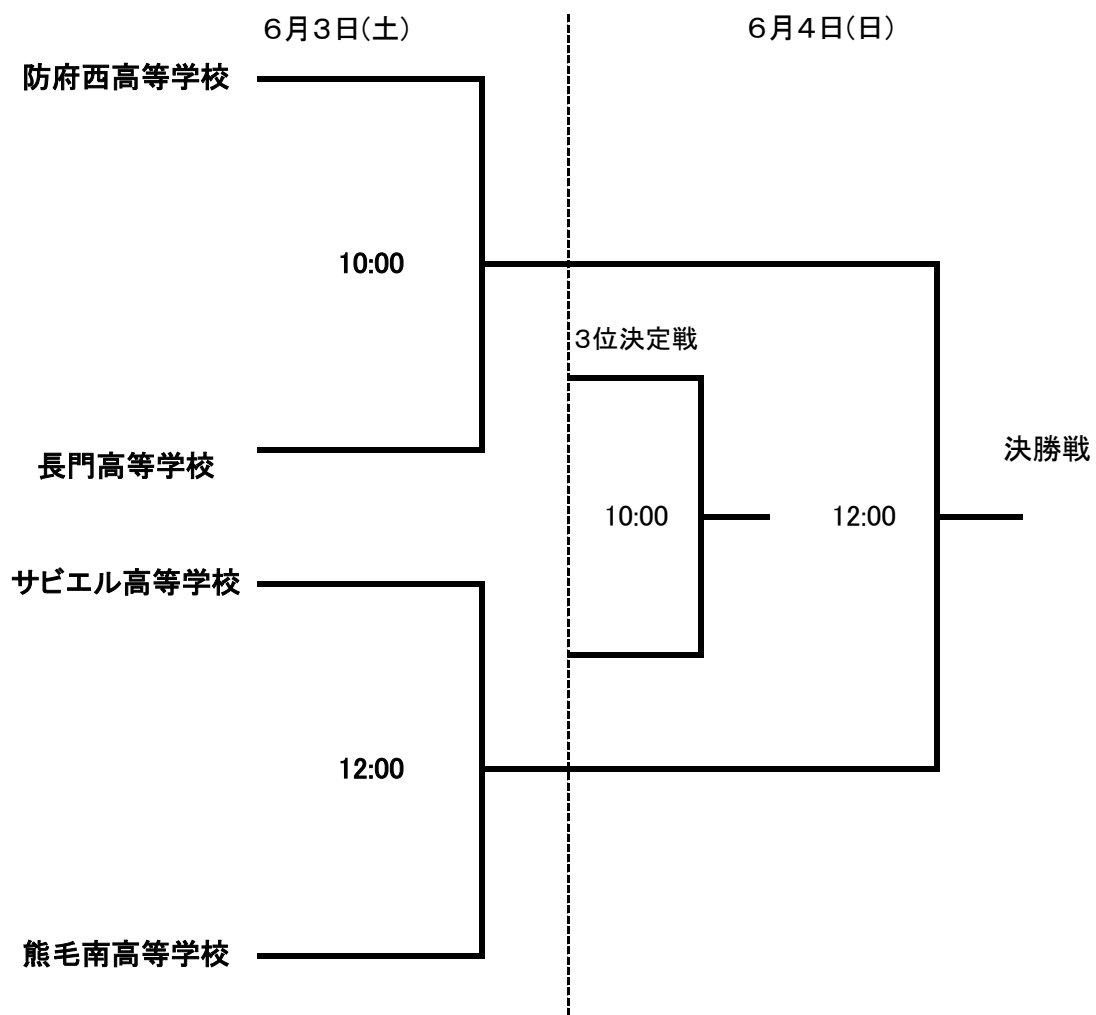 ６月３日(土)
６月４日(日)
防府西高等学校
10:00
３位決定戦
長門高等学校
決勝戦
10:00
12:00
サビエル高等学校
12:00
熊毛南高等学校